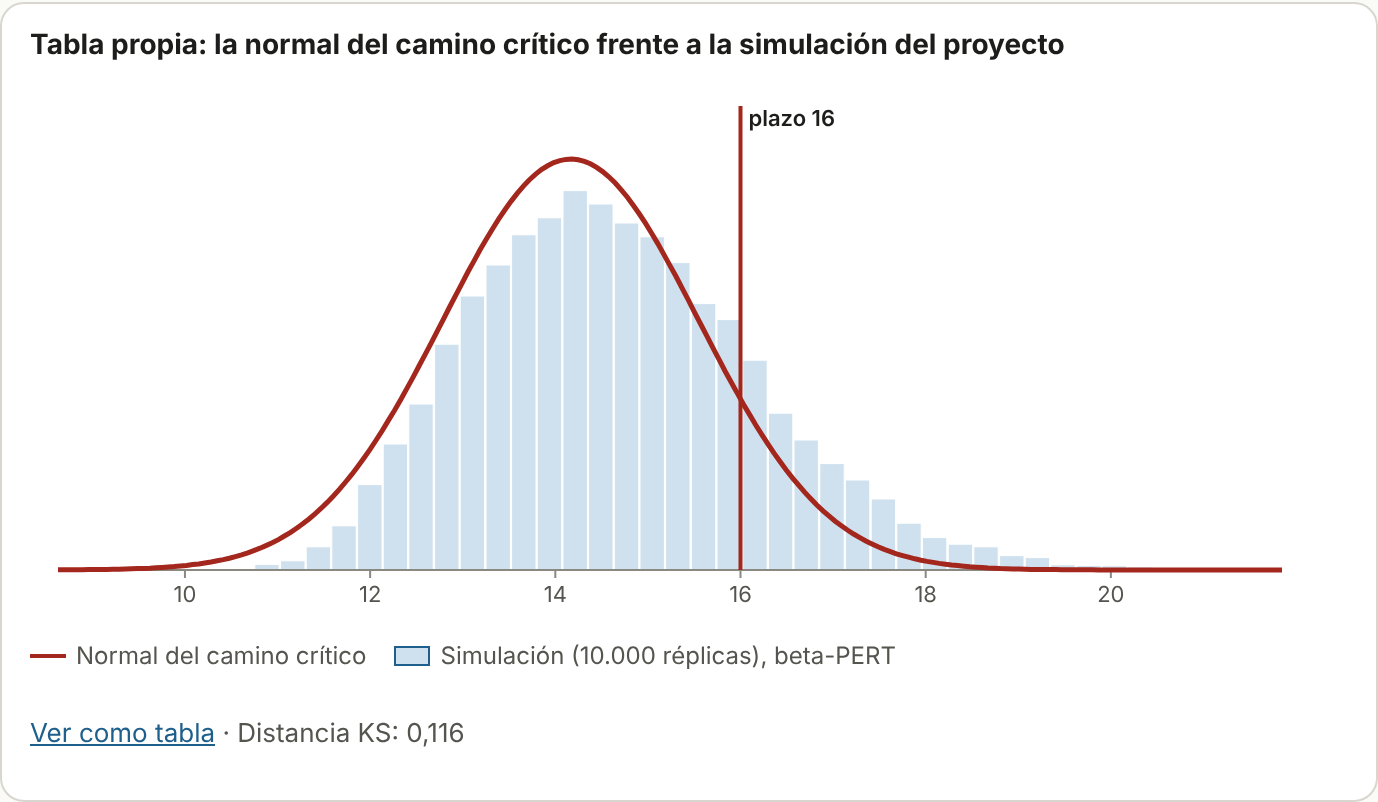 Tabla propia: la normal del camino crítico frente a la simulación del proyecto
plazo 16
10 12 14 16 18 20
Normal del camino crítico Simulación (10.000 réplicas), beta-PERT
Ver como tabla · Distancia KS: 0,116